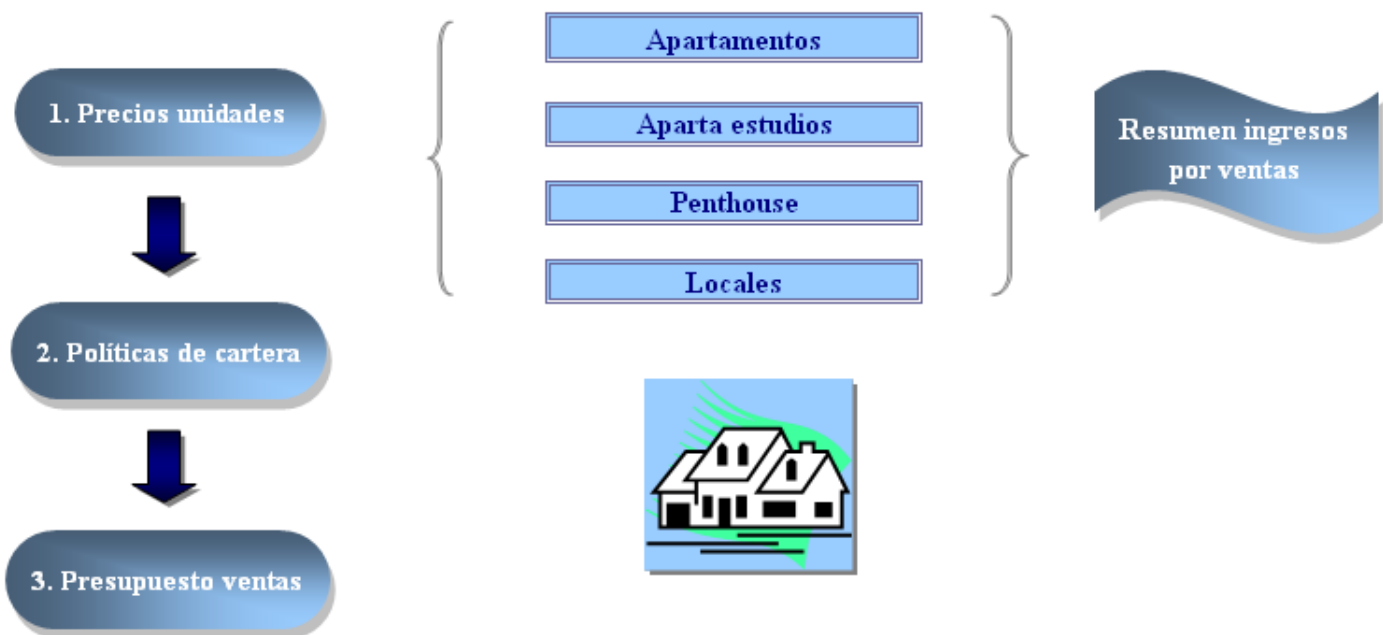 1. Precios unidades
2. Políticas de cartera
3. Presupuesto ventas
Apartamentos
Aparta estudios
Penthouse
Locales
Resumen ingresos
por ventas